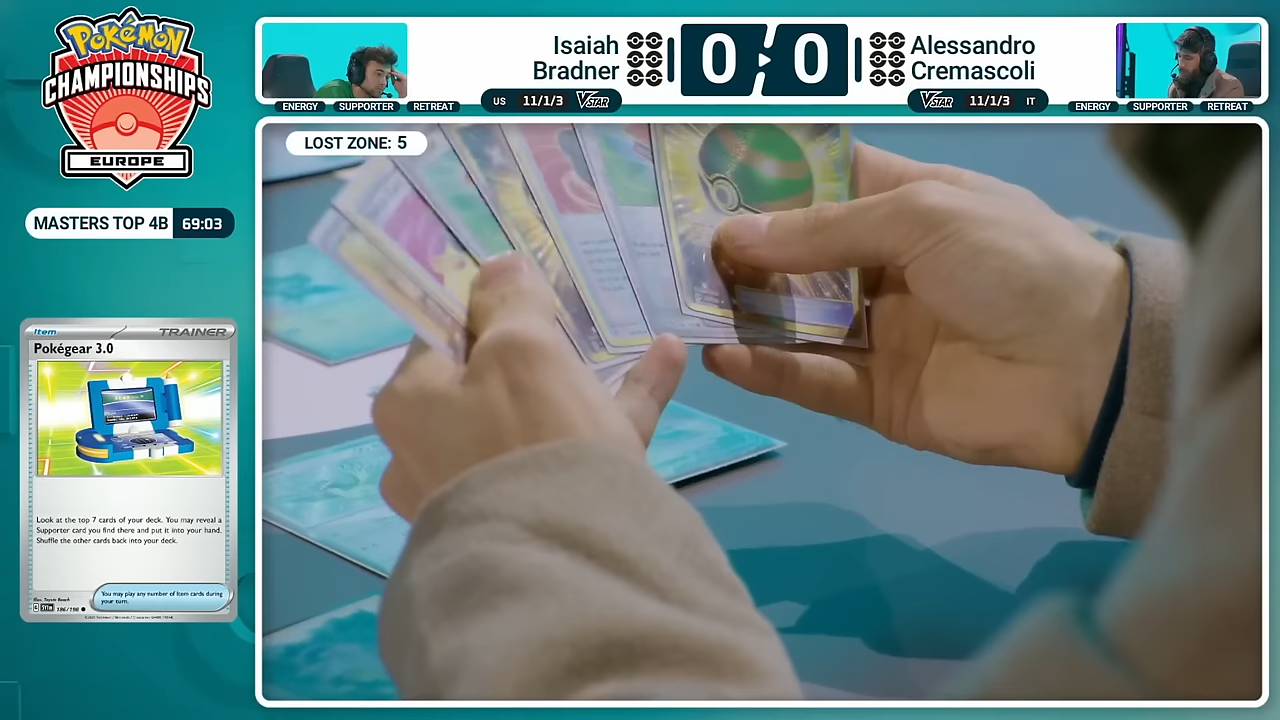 Pokémon
CHAMPIONSHIPS
EUROPE
MASTERS TOP 4B
69:03
Isaiah
Bradner
US
11/1/3
VSTAR
ENERGY
SUPPORTER
RETREAT
0
0
Alessandro
Cremascoli
VSTAR
11/1/3
IT
ENERGY
SUPPORTER
RETREAT
LOST ZONE: 5
Item
TRAINER
Pokégear 3.0
Look at the top 7 cards of your deck. You may reveal a
Supporter card you find there and put it into your hand.
Shuffle the other cards back into your deck.
You may play any number of Item cards during
your turn.
186/198